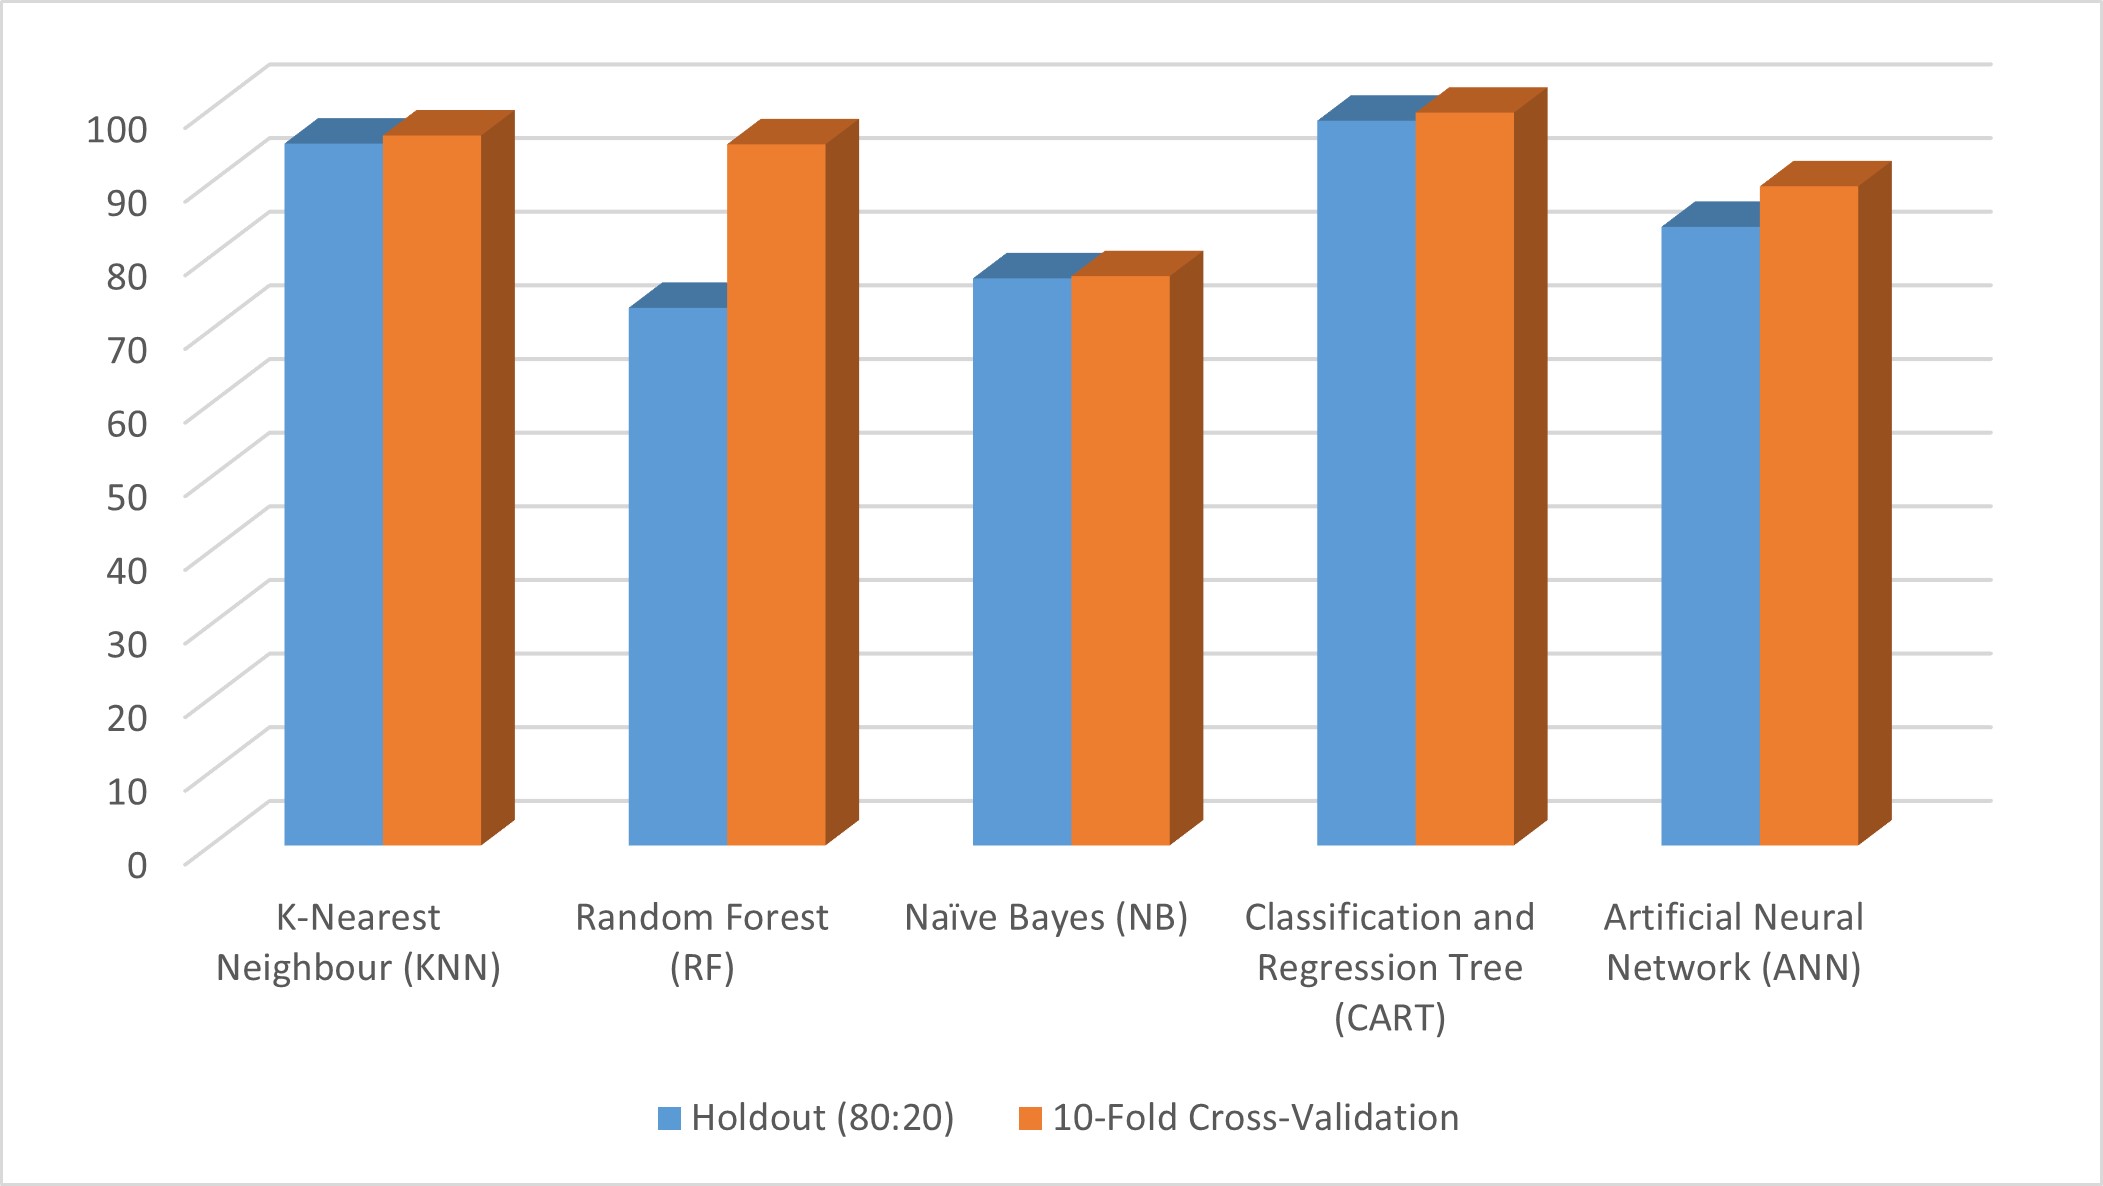 100
90
80
70
60
50
40
30
20
10
0
K-Nearest
Neighbour (KNN)
Random Forest
(RF)
Naïve Bayes (NB)
Classification and
Regression Tree
(CART)
Artificial Neural
Network (ANN)
Holdout (80:20)
10-Fold Cross-Validation